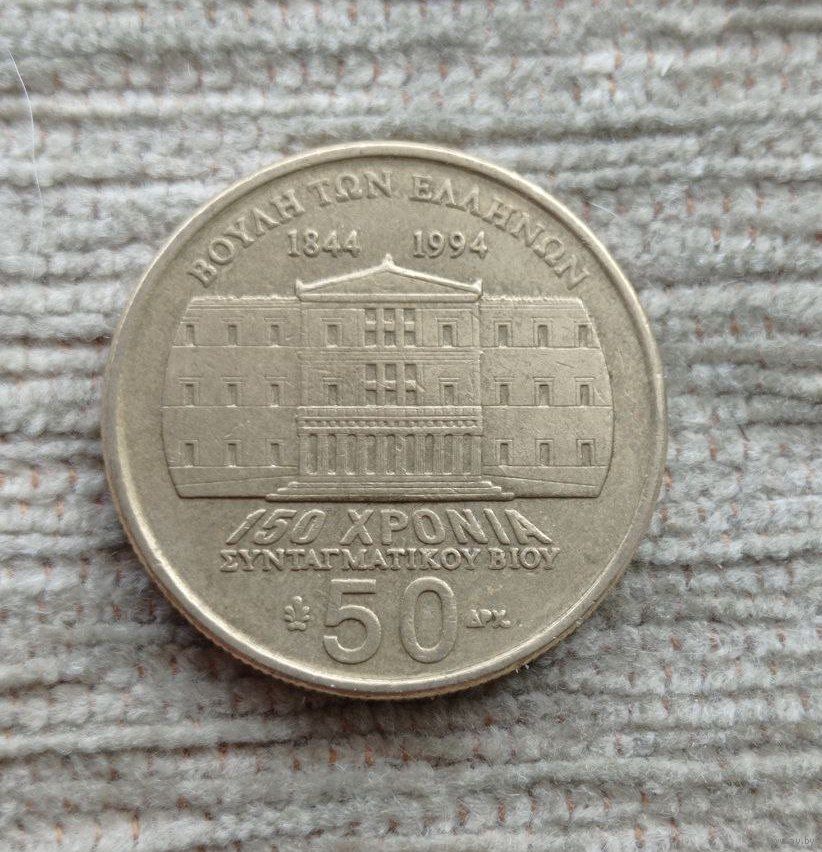 ΒΟΥΛΗ ΤΩΝ ΕΛΛΗΝΩΝ
1844 1994
150 ΧΡΟΝΙΑ
ΣΥΝΤΑΓΜΑΤΙΚΟΥ ΒΙΟΥ
50 ΔΡΧ.